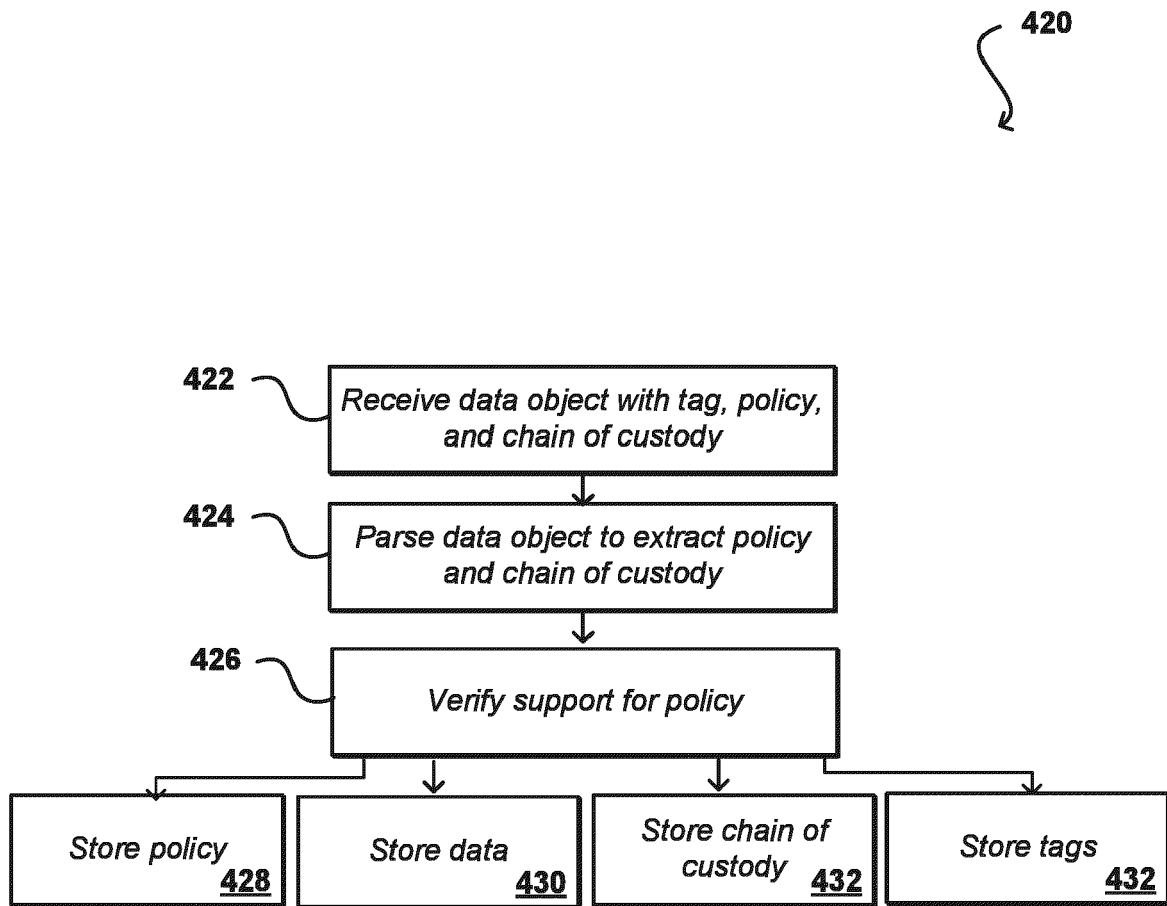 420
422
Receive data object with tag, policy,
and chain of custody
424
Parse data object to extract policy
and chain of custody
426
Verify support for policy
Store policy
428
Store data
430
Store chain of
custody
432
Store tags
432